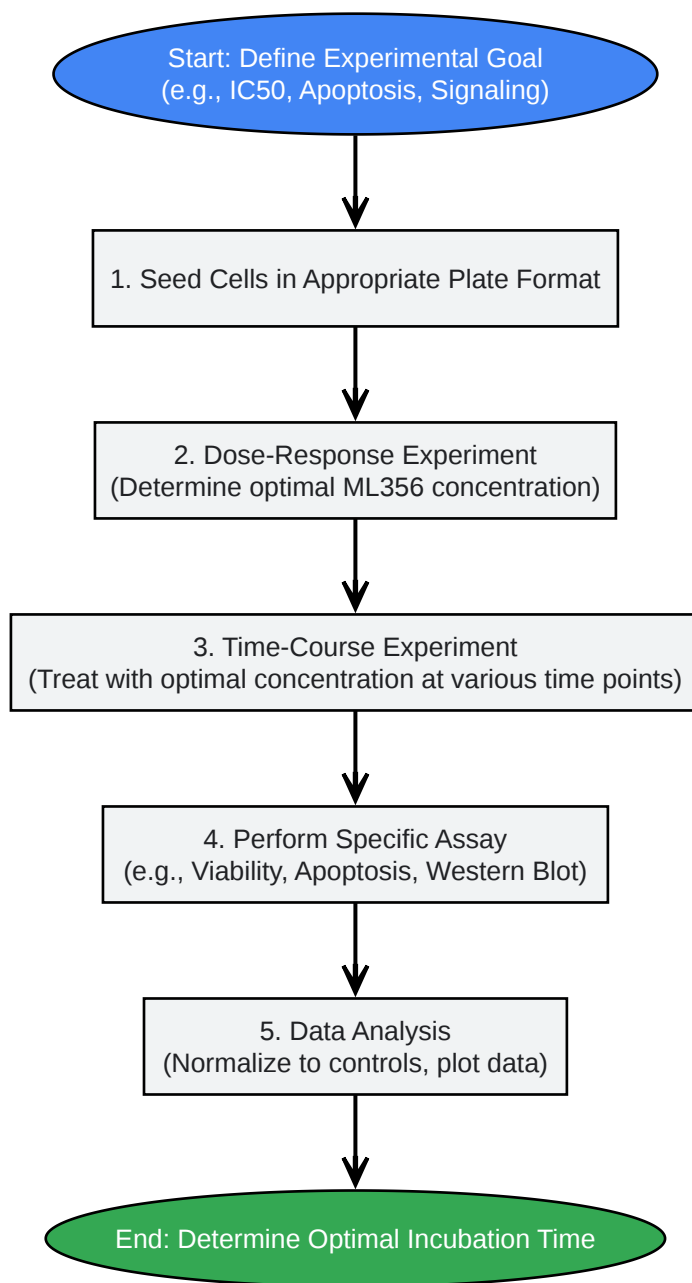 Start: Define Experimental Goal
(e.g., IC50, Apoptosis, Signaling)
1. Seed Cells in Appropriate Plate Format
2. Dose-Response Experiment
(Determine optimal ML356 concentration)
3. Time-Course Experiment
(Treat with optimal concentration at various time points)
4. Perform Specific Assay
(e.g., Viability, Apoptosis, Western Blot)
5. Data Analysis
(Normalize to controls, plot data)
End: Determine Optimal Incubation Time